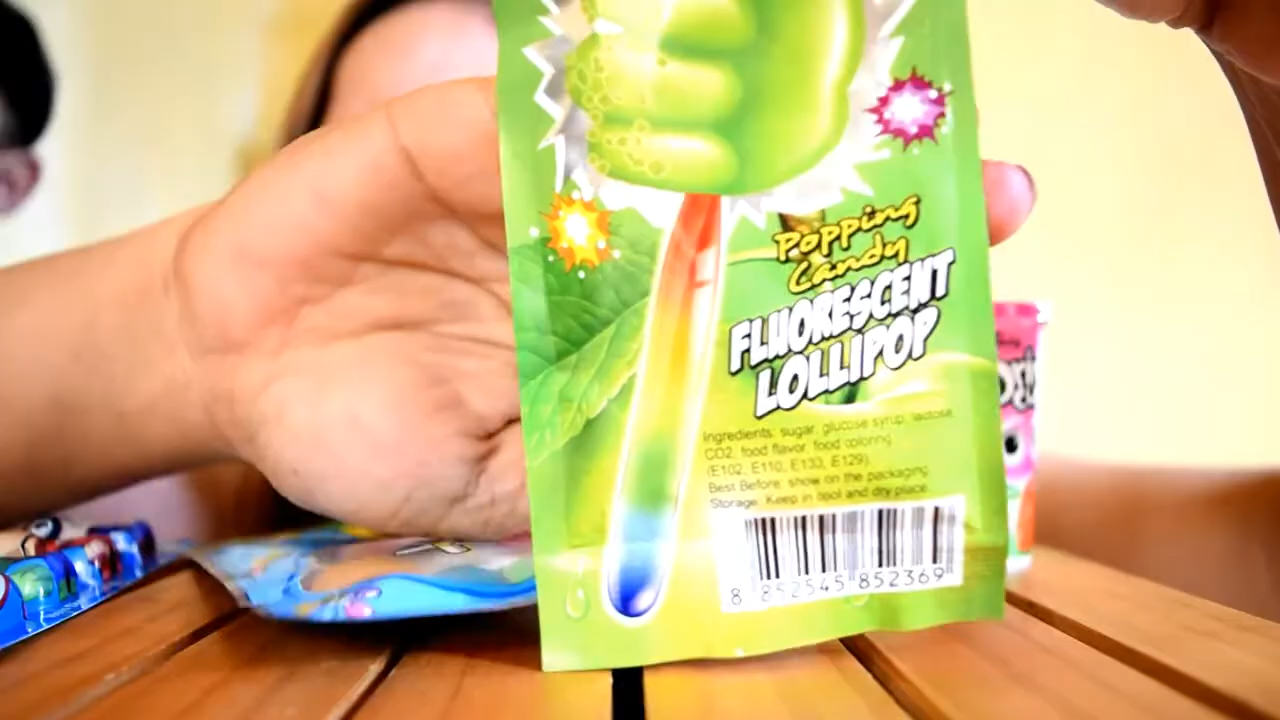 Popping
Candy
FLUORESCENT
LOLLIPOP
Ingredients: sugar, glucose syrup, lactose,
CO2, food flavor, food coloring
(E102, E110, E133, E129).
Best Before: show on the packaging
Storage: Keep in cool and dry place
8 852545 852369